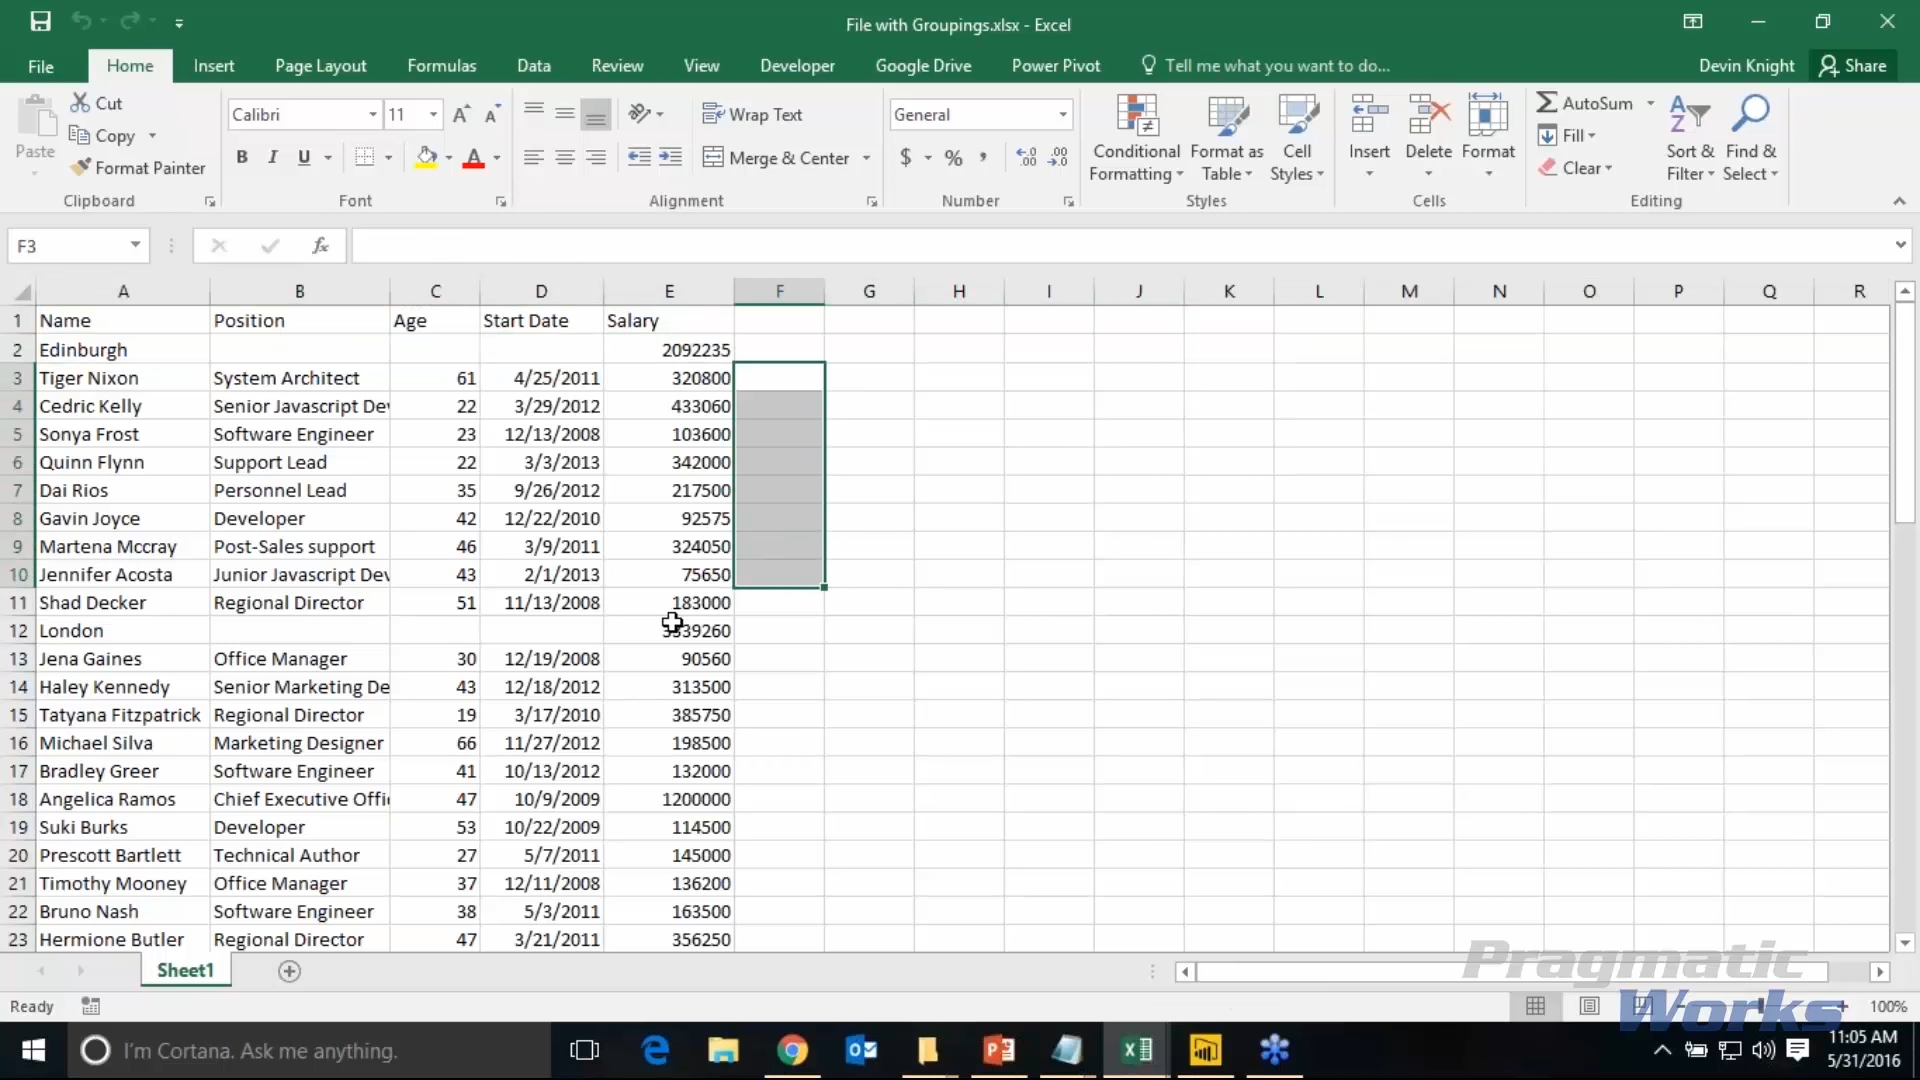 File with Groupings.xlsx - Excel
File Home Insert Page Layout Formulas Data Review View Developer Google Drive Power Pivot Tell me what you want to do... Devin Knight Share
Paste Cut Copy Format Painter Clipboard
Calibri 11 B I U A Font
Wrap Text Merge & Center Alignment
General $ % , Number
Conditional Formatting Format as Table Cell Styles Styles
Insert Delete Format Cells
AutoSum Fill Clear Sort & Filter Find & Select Editing
F3 fx
A B C D E F G H I J K L M N O P Q R
1 Name Position Age Start Date Salary
2 Edinburgh 2092235
3 Tiger Nixon System Architect 61 4/25/2011 320800
4 Cedric Kelly Senior Javascript De 22 3/29/2012 433060
5 Sonya Frost Software Engineer 23 12/13/2008 103600
6 Quinn Flynn Support Lead 22 3/3/2013 342000
7 Dai Rios Personnel Lead 35 9/26/2012 217500
8 Gavin Joyce Developer 42 12/22/2010 92575
9 Martena Mccray Post-Sales support 46 3/9/2011 324050
10 Jennifer Acosta Junior Javascript Dev 43 2/1/2013 75650
11 Shad Decker Regional Director 51 11/13/2008 183000
12 London
13 Jena Gaines Office Manager 30 12/19/2008 90560
14 Haley Kennedy Senior Marketing De 43 12/18/2012 313500
15 Tatyana Fitzpatrick Regional Director 19 3/17/2010 385750
16 Michael Silva Marketing Designer 66 11/27/2012 198500
17 Bradley Greer Software Engineer 41 10/13/2012 132000
18 Angelica Ramos Chief Executive Offi 47 10/9/2009 1200000
19 Suki Burks Developer 53 10/22/2009 114500
20 Prescott Bartlett Technical Author 27 5/7/2011 145000
21 Timothy Mooney Office Manager 37 12/11/2008 136200
22 Bruno Nash Software Engineer 38 5/3/2011 163500
23 Hermione Butler Regional Director 47 3/21/2011 356250
Sheet1
Pragmatic Works
Ready 100%
I'm Cortana. Ask me anything. 11:05 AM
5/31/2016